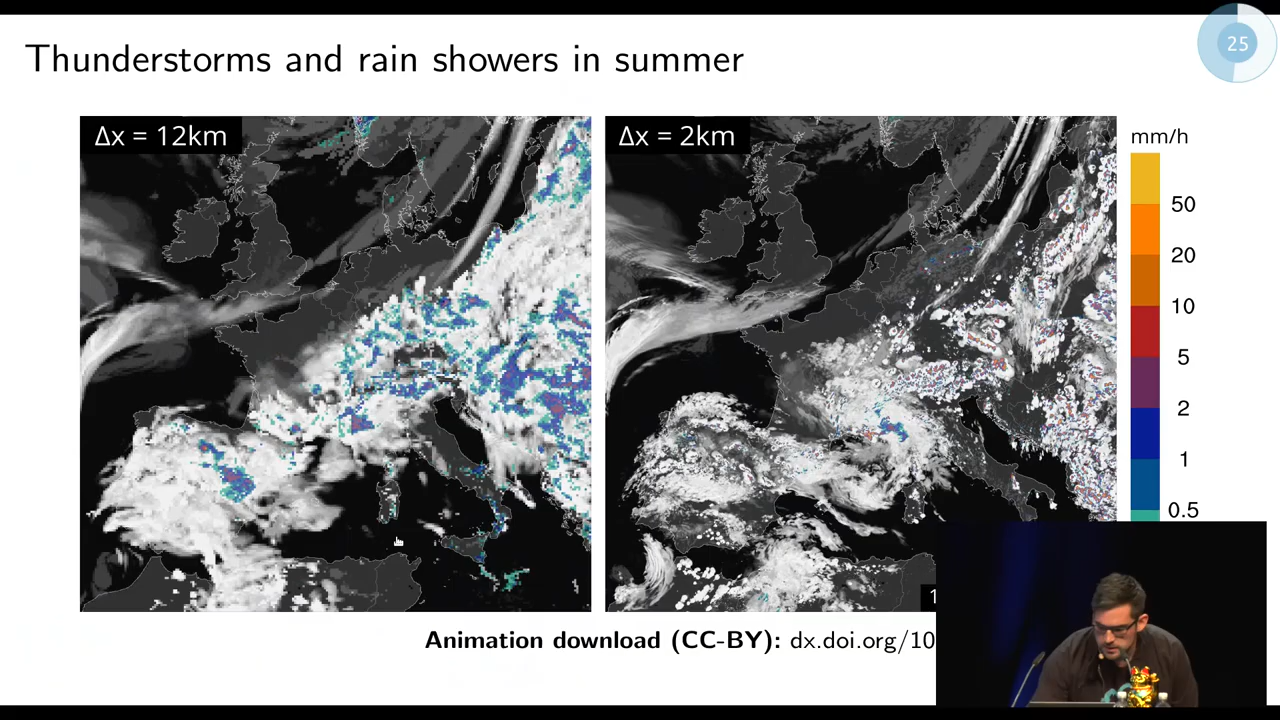 Thunderstorms and rain showers in summer
25
Δx = 12km
Δx = 2km
mm/h
50
20
10
5
2
1
0.5
1
Animation download (CC-BY): dx.doi.org/10